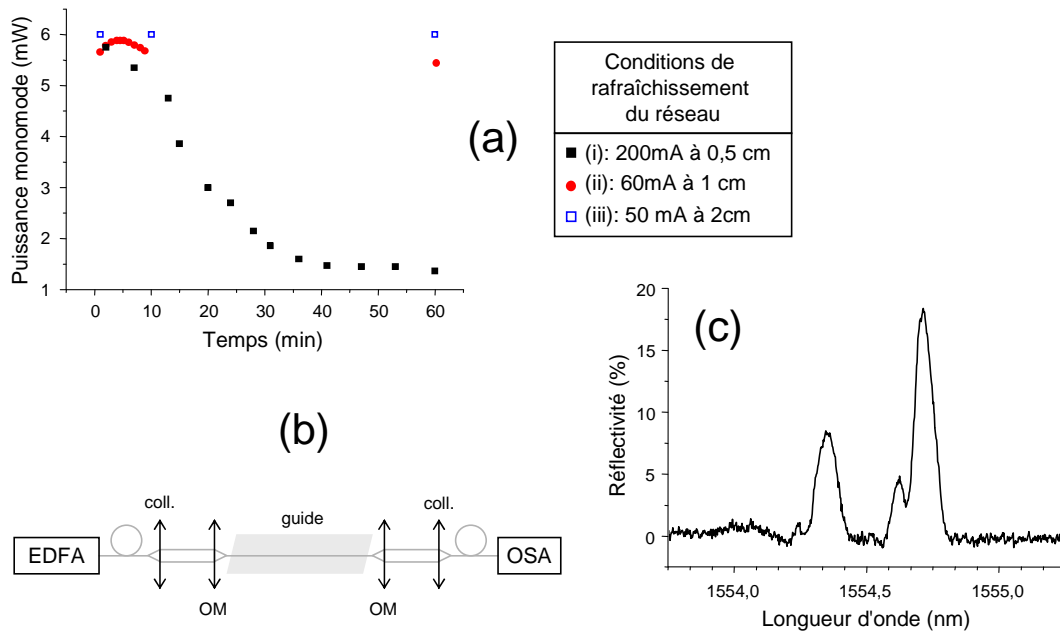 6
5
4
3
2
1
Puissance monomode (mW)
0
10
20
30
40
50
60
Temps (min)
(a)
Conditions de
rafraîchissement
du réseau
(i): 200mA à 0,5 cm
(ii): 60mA à 1 cm
(iii): 50 mA à 2cm
(b)
EDFA
coll.
OM
guide
OM
coll.
OSA
(c)
20
15
10
5
0
Réflectivité (%)
1554,0
1554,5
1555,0
Longueur d'onde (nm)